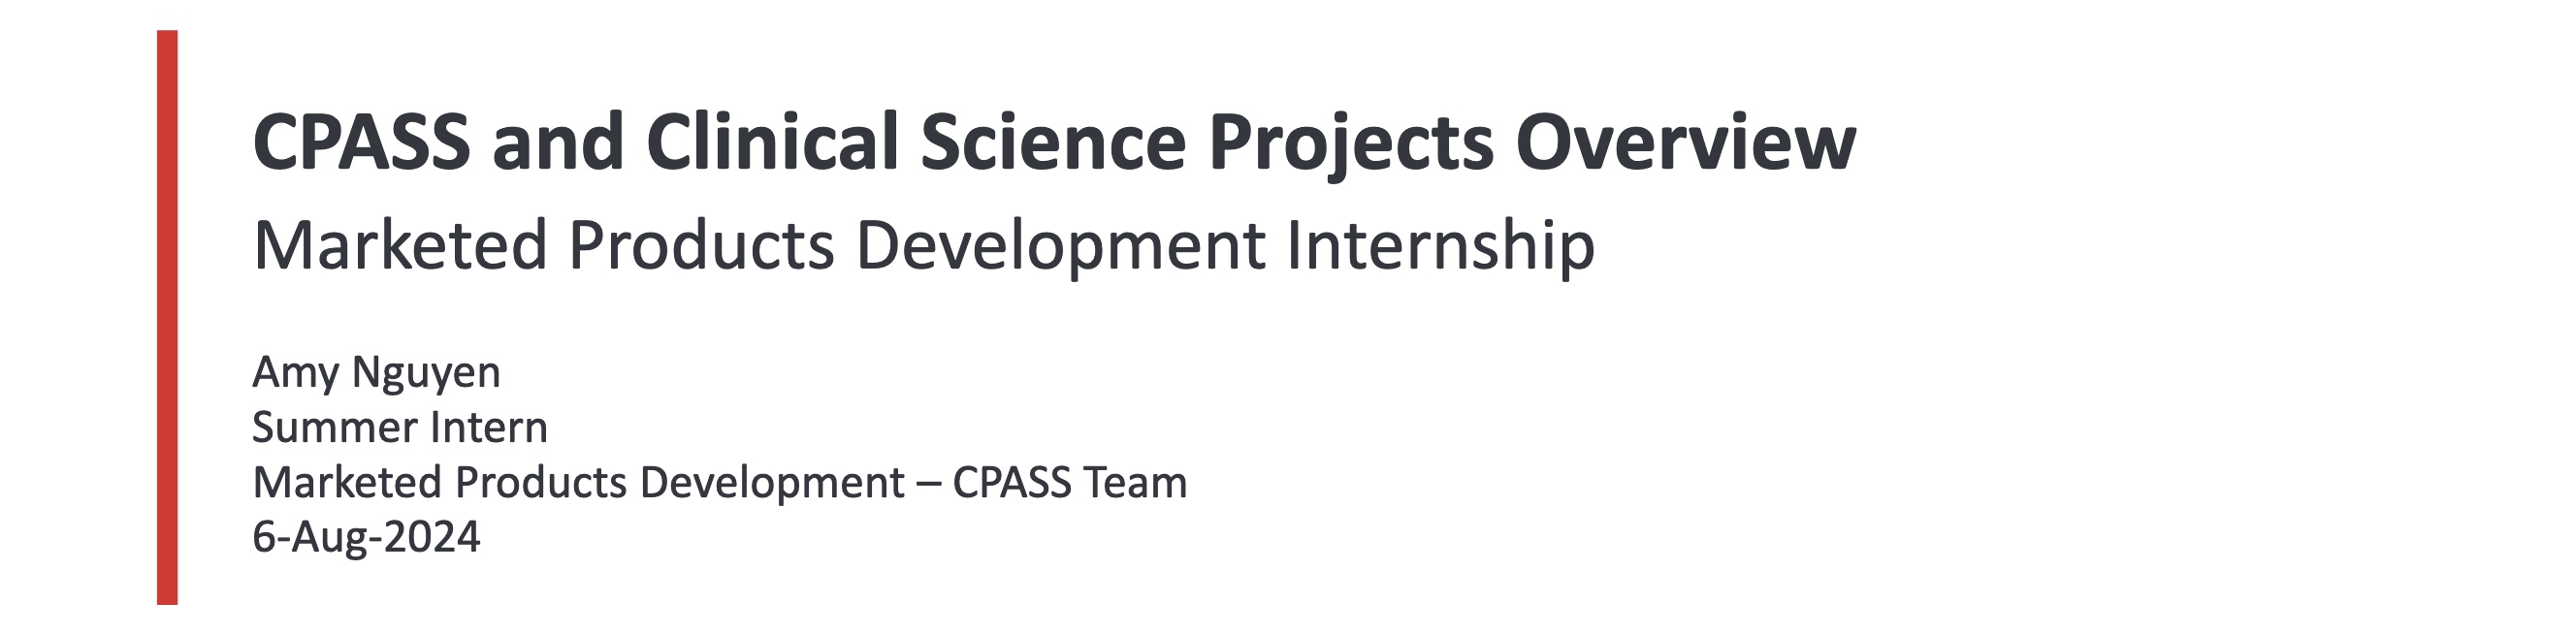 CPASS and Clinical Science Projects Overview
Marketed Products Development Internship
Amy Nguyen
Summer Intern
Marketed Products Development – CPASS Team
6-Aug-2024